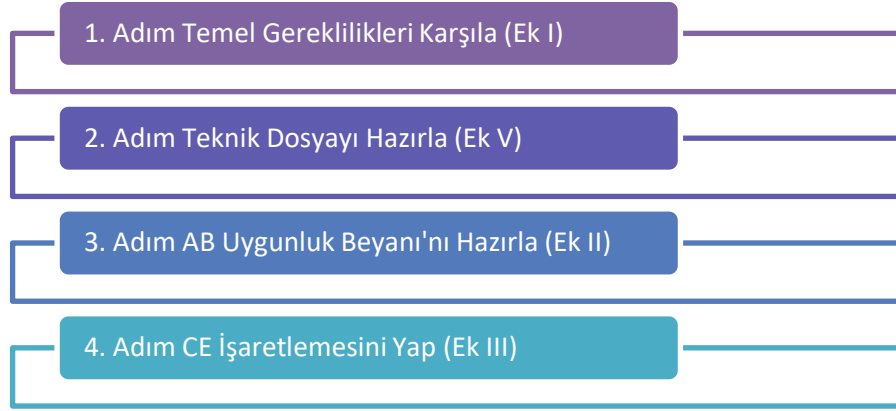 1. Adım Temel Gereklilikleri Karşıla (Ek I)
2. Adım Teknik Dosyayı Hazırla (Ek V)
3. Adım AB Uygunluk Beyanı'nı Hazırla (Ek II)
4. Adım CE İşaretlemesini Yap (Ek III)